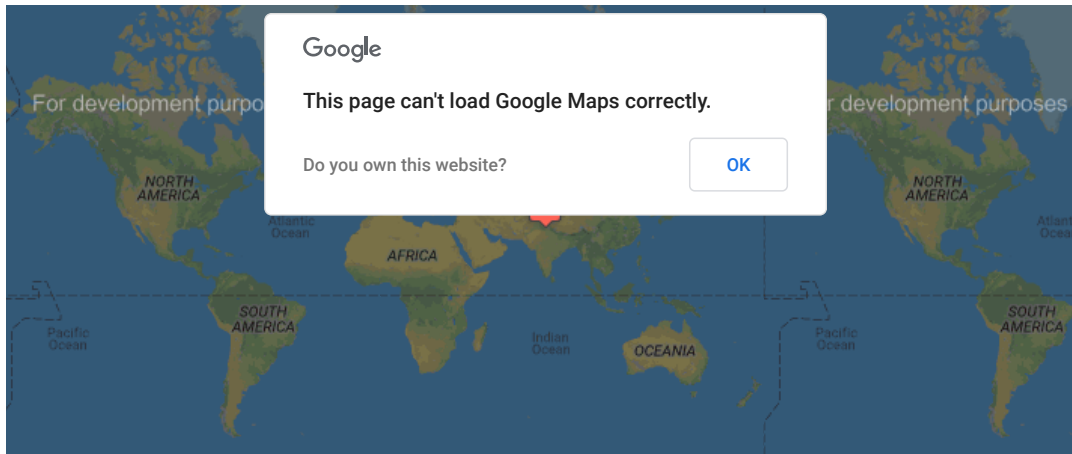 Google
This page can't load Google Maps correctly.
Do you own this website?
OK
For development purpo
r development purposes
NORTH
AMERICA
NORTH
AMERICA
Atlantic
Ocean
Atlant
Ocea
AFRICA
SOUTH
AMERICA
SOUTH
AMERICA
Pacific
Ocean
Indian
Ocean
OCEANIA
Pacific
Ocean